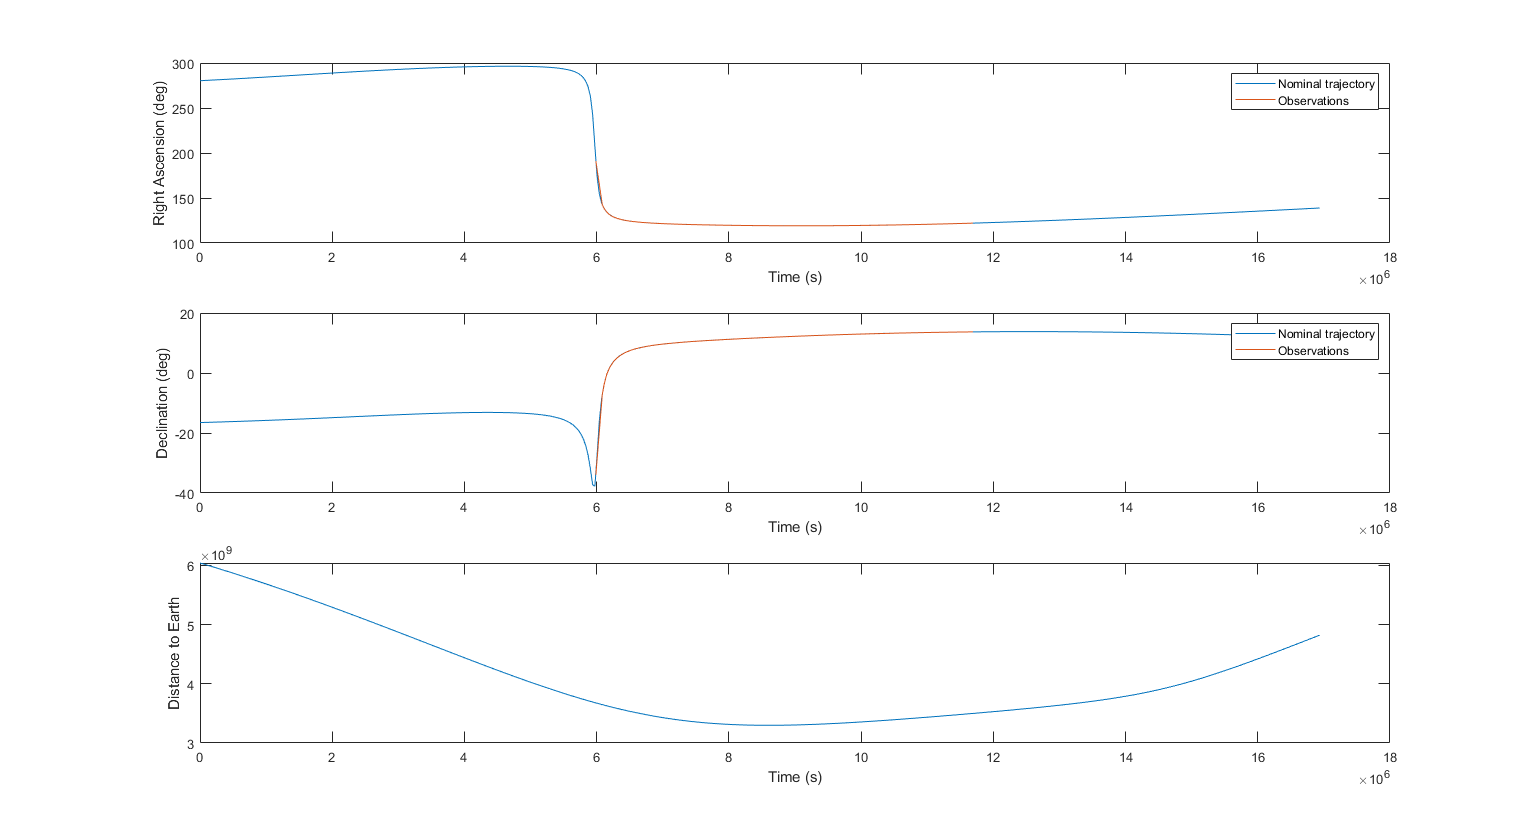 300
250
200
150
100
Right Ascension (deg)
Nominal trajectory
Observations
0 2 4 6 8 10 12 14 16 18
Time (s)
×10^6
20
0
-20
-40
Declination (deg)
Nominal trajectory
Observations
0 2 4 6 8 10 12 14 16 18
Time (s)
×10^6
×10^9
6
5
4
3
Distance to Earth
0 2 4 6 8 10 12 14 16 18
Time (s)
×10^6